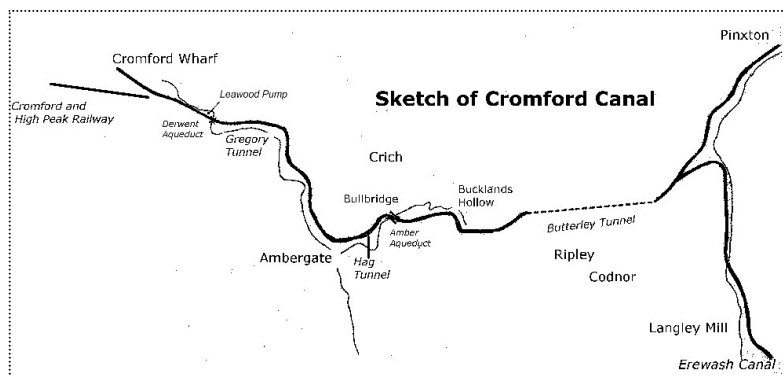 Pinxton
Cromford Wharf
Leawood Pump
Cromford and
High Peak Railway
Sketch of Cromford Canal
Derwent
Aqueduct
Gregory
Tunnel
Crich
Bullbridge
Bucklands
Hollow
Amber
Aqueduct
Butterley Tunnel
Ambergate
Hag
Tunnel
Ripley
Codnor
Langley Mill
Erewash Canal